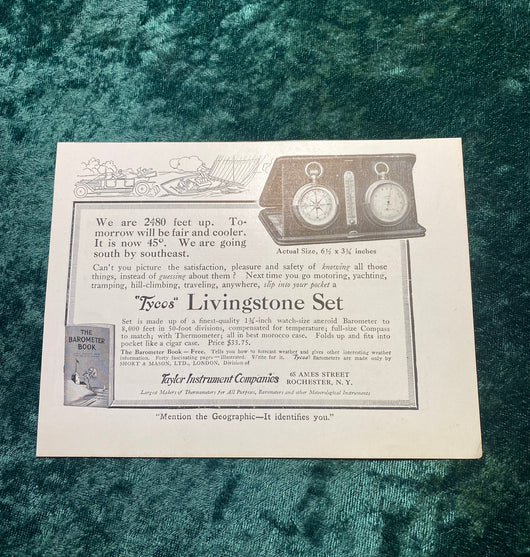 We are 2480 feet up. To-
morrow will be fair and cooler.
It is now 45°. We are going
south by southeast.
Actual Size, 6½ x 3¾ inches
Can't you picture the satisfaction, pleasure and safety of knowing all those
things, instead of guessing about them? Next time you go motoring, yachting,
tramping, hill-climbing, traveling, anywhere, slip into your pocket a
"Tycos" Livingstone Set
Set is made up of a finest-quality 1¾-inch watch-size aneroid Barometer to
8,000 feet in 50-foot divisions, compensated for temperature; full-size Compass
to match; with Thermometer; all in best morocco case. Folds up and fits into
pocket like a cigar case. Price $33.75.
THE
BAROMETER
BOOK
The Barometer Book—Free. Tells you how to forecast weather and gives other interesting weather
information. Forty fascinating pages—illustrated. Write for it. "Tycos" Barometers are made only by
SHORT & MASON, LTD., LONDON, Division of
Taylor Instrument Companies
65 AMES STREET
ROCHESTER, N. Y.
Largest Makers of Thermometers for All Purposes, Barometers and other Meteorological Instruments
"Mention the Geographic—It identifies you."